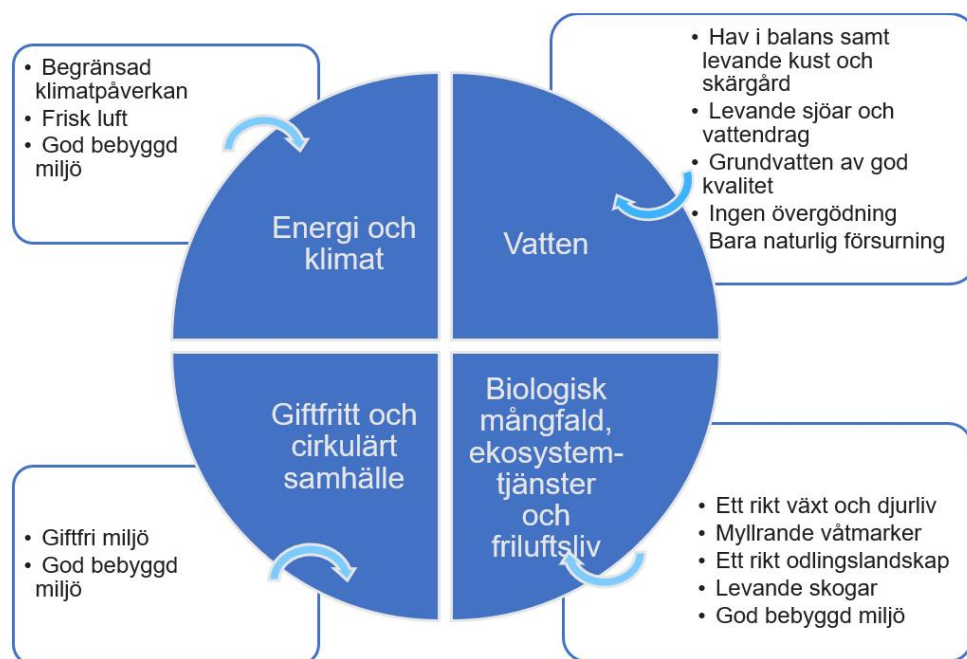 • Begränsad
klimatpåverkan
• Frisk luft
• God bebyggd
miljö
Energi och
klimat
• Hav i balans samt
levande kust och
skärgård
• Levande sjöar och
vattendrag
• Grundvatten av god
kvalitet
• Ingen övergödning
Bara naturlig försurning
Vatten
Giftfritt och
cirkulärt
samhälle
• Giftfri miljö
• God bebyggd
miljö
Biologisk
mångfald,
ekosystem-
tjänster
och
friluftsliv
• Ett rikt växt och djurliv
• Myllrande våtmarker
• Ett rikt odlingslandskap
• Levande skogar
• God bebyggd miljö